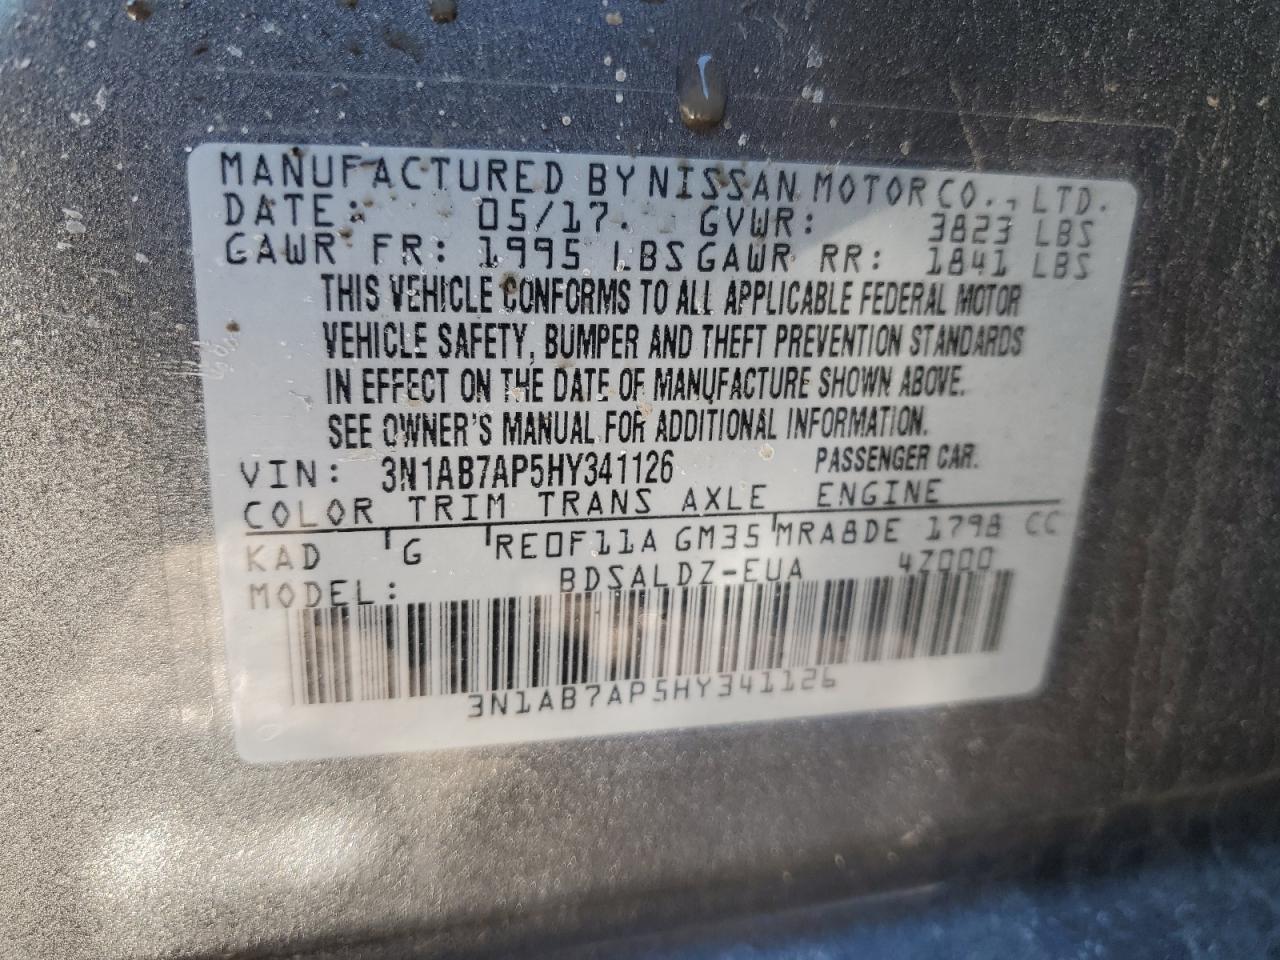 MANUFACTURED BY NISSAN MOTOR CO., LTD.
DATE: 05/17. GVWR: 3823 LBS
GAWR FR: 1995 LBS GAWR RR: 1841 LBS
THIS VEHICLE CONFORMS TO ALL APPLICABLE FEDERAL MOTOR
VEHICLE SAFETY, BUMPER AND THEFT PREVENTION STANDARDS
IN EFFECT ON THE DATE OF MANUFACTURE SHOWN ABOVE.
SEE OWNER'S MANUAL FOR ADDITIONAL INFORMATION.
VIN: 3N1AB7AP5HY341126 PASSENGER CAR.
COLOR TRIM TRANS AXLE ENGINE
KAD G RE0F11A GM35 MRA8DE 1798 CC
MODEL: BDSALDZ-EUA 4Z000
3N1AB7AP5HY341126